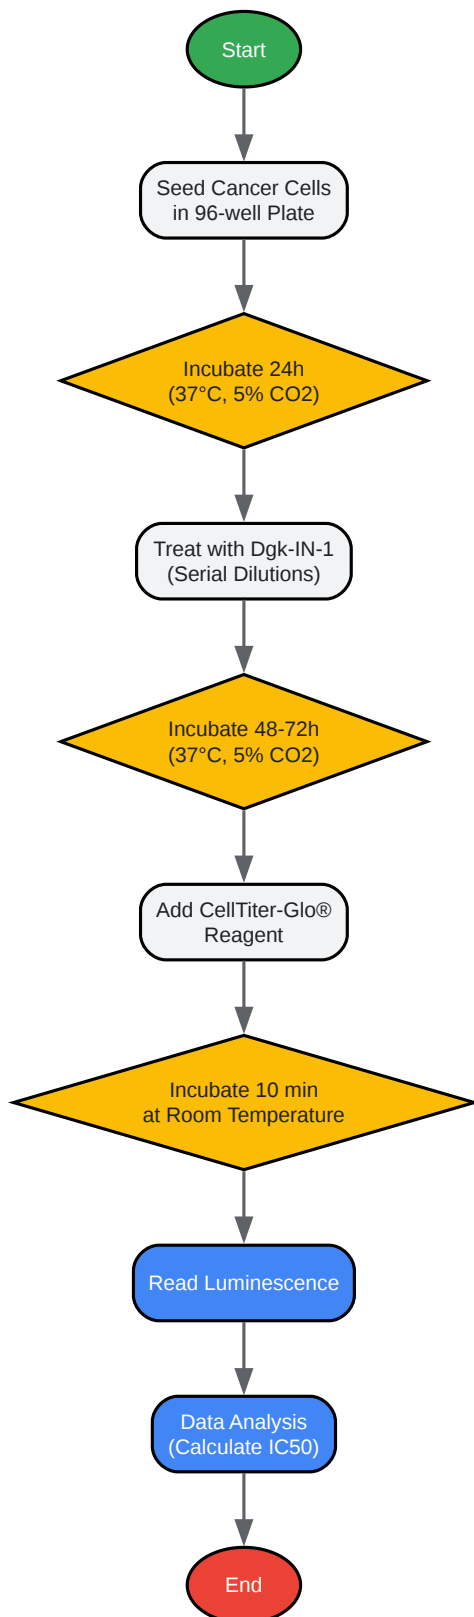 Start
Seed Cancer Cells
in 96-well Plate
Incubate 24h
(37°C, 5% CO2)
Treat with Dgk-IN-1
(Serial Dilutions)
Incubate 48-72h
(37°C, 5% CO2)
Add CellTiter-Glo®
Reagent
Incubate 10 min
at Room Temperature
Read Luminescence
Data Analysis
(Calculate IC50)
End